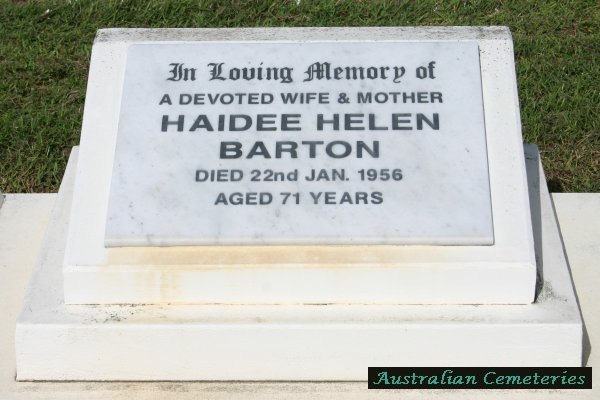 In Loving Memory of
A DEVOTED WIFE & MOTHER
HAIDEE HELEN
BARTON
DIED 22nd JAN. 1956
AGED 71 YEARS
Australian Cemeteries